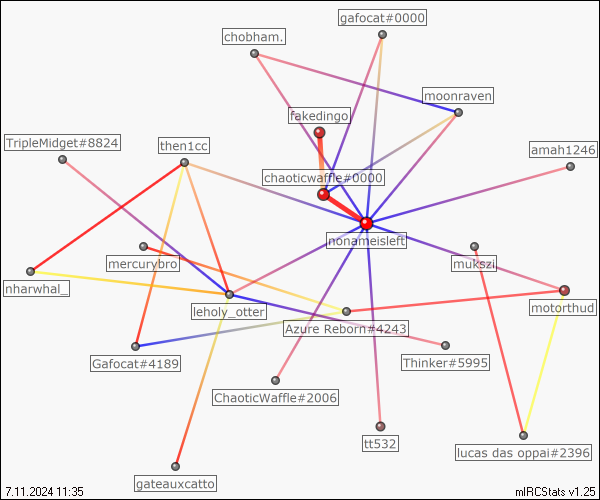 gafocat#0000
chobham.
moonraven
fakedingo
TripleMidget#8824
then1cc
amah1246
chaoticwaffle#0000
nonameisleft
mercurybro
mukszi
nharwhal_
leholy_otter
motorthud
Azure Reborn#4243
Gafocat#4189
Thinker#5995
ChaoticWaffle#2006
tt532
lucas das oppai#2396
gateauxcatto
7.11.2024 11:35
mIRCStats v1.25